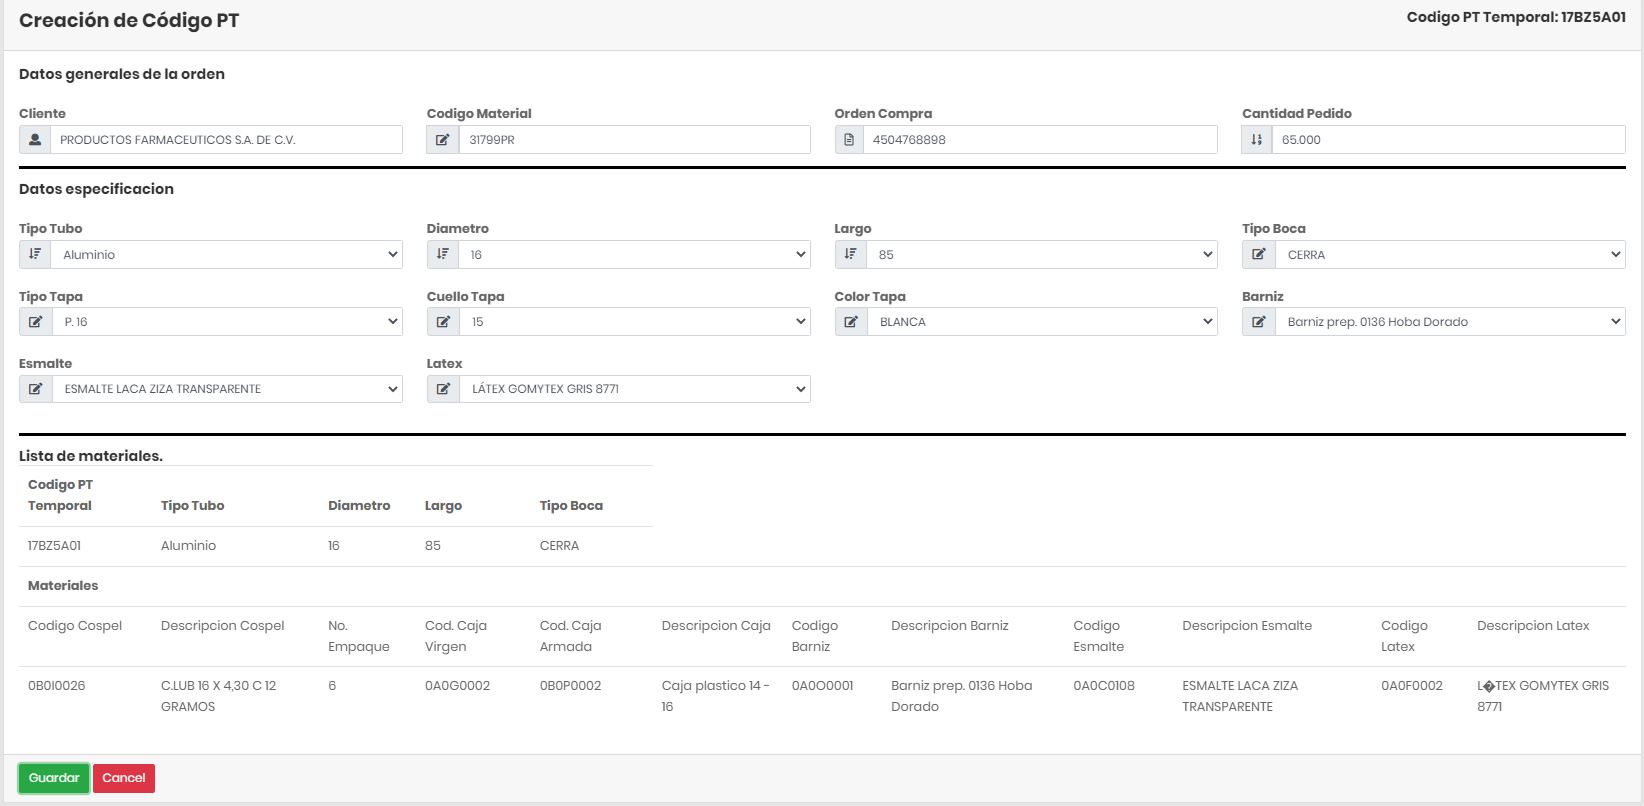 Creación de Código PT
Codigo PT Temporal: 17BZ5A01
Datos generales de la orden
Cliente Codigo Material Orden Compra Cantidad Pedido
PRODUCTOS FARMACEUTICOS S.A. DE C.V. 31799PR 4504768898 65.000
Datos especificacion
Tipo Tubo Diametro Largo Tipo Boca
Aluminio 16 85 CERRA
Tipo Tapa Cuello Tapa Color Tapa Barniz
P. 16 15 BLANCA Barniz prep. 0136 Hoba Dorado
Esmalte Latex
ESMALTE LACA ZIZA TRANSPARENTE LÁTEX GOMYTEX GRIS 8771
Lista de materiales.
Codigo PT
Temporal Tipo Tubo Diametro Largo Tipo Boca
17BZ5A01 Aluminio 16 85 CERRA
Materiales
Codigo Cospel Descripcion Cospel No. Cod. Caja Cod. Caja Descripcion Caja Codigo Descripcion Barniz Codigo Descripcion Esmalte Codigo Descripcion Latex
Empaque Virgen Armada Barniz Esmalte Latex
0B0I0026 C.LUB 16 X 4,30 C 12 6 0A0G0002 0B0P0002 Caja plastico 14 - 0A0O0001 Barniz prep. 0136 Hoba 0A0C0108 ESMALTE LACA ZIZA 0A0F0002 L�TEX GOMYTEX GRIS
GRAMOS 16 Dorado TRANSPARENTE 8771
Guardar Cancel